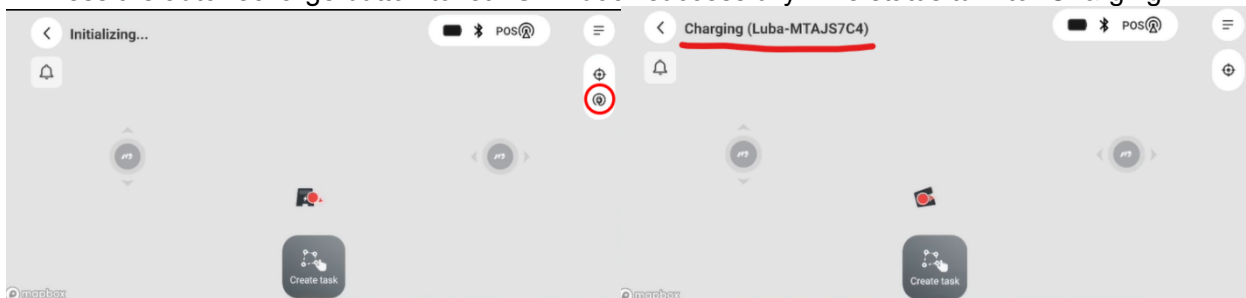 Initializing...
POS
Charging (Luba-MTAJS7C4)
POS
Create task
Create task
mapbox
mapbox